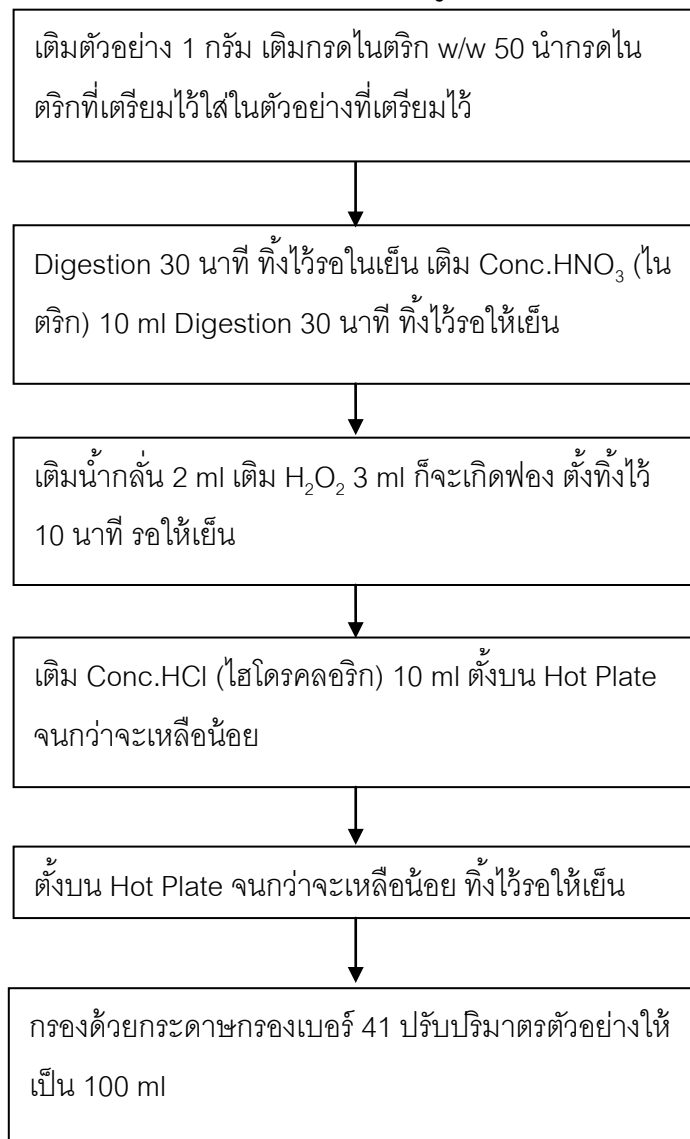 เติมตัวอย่าง 1 กรัม เติมกรดไนตริก w/w 50 นำกรดไน
ตริกที่เตรียมไว้ใส่ในตัวอย่างที่เตรียมไว้
Digestion 30 นาที ทิ้งไว้รอในเย็น เติม Conc.HNO₃ (ไน
ตริก) 10 ml Digestion 30 นาที ทิ้งไว้รอให้เย็น
เติมน้ำกลั่น 2 ml เติม H₂O₂ 3 ml ก็จะเกิดฟอง ตั้งทิ้งไว้
10 นาที รอให้เย็น
เติม Conc.HCl (ไฮโดรคลอริก) 10 ml ตั้งบน Hot Plate
จนกว่าจะเหลือน้อย
ตั้งบน Hot Plate จนกว่าจะเหลือน้อย ทิ้งไว้รอให้เย็น
กรองด้วยกระดาษกรองเบอร์ 41 ปรับปริมาตรตัวอย่างให้
เป็น 100 ml